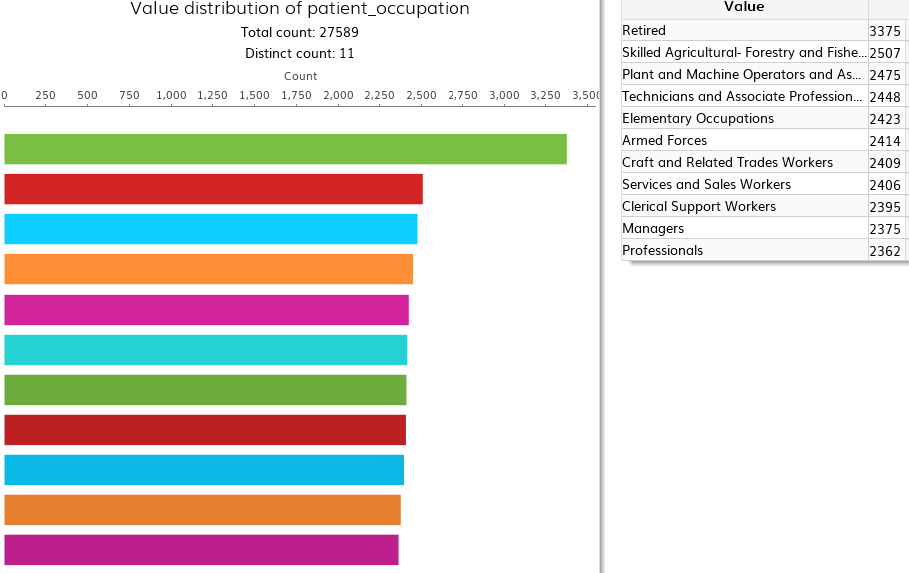 Value distribution of patient_occupation
Total count: 27589
Distinct count: 11
Count
0 250 500 750 1,000 1,250 1,500 1,750 2,000 2,250 2,500 2,750 3,000 3,250 3,500
Value
Retired 3375
Skilled Agricultural- Forestry and Fishe... 2507
Plant and Machine Operators and As... 2475
Technicians and Associate Profession... 2448
Elementary Occupations 2423
Armed Forces 2414
Craft and Related Trades Workers 2409
Services and Sales Workers 2406
Clerical Support Workers 2395
Managers 2375
Professionals 2362